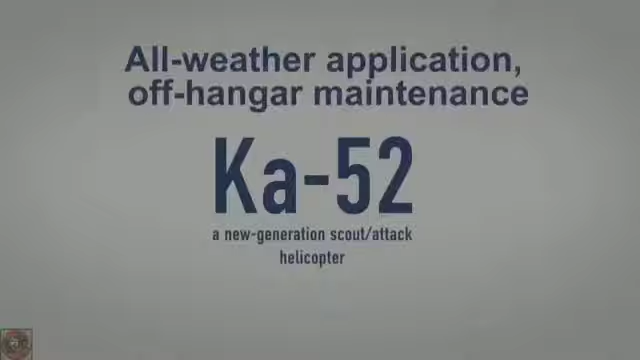 All-weather application,
off-hangar maintenance
Ka-52
a new-generation scout/attack
helicopter